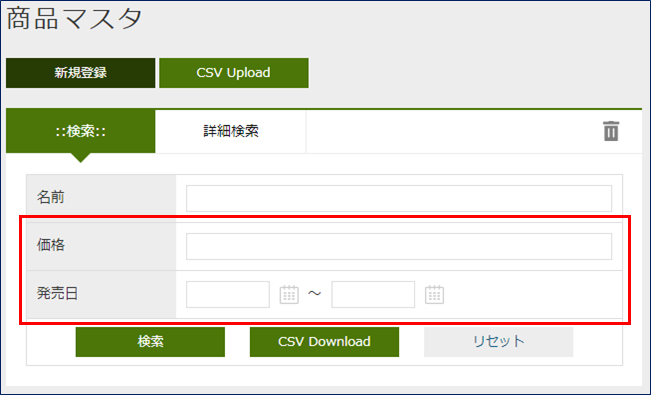 商品マスタ
新規登録 CSV Upload
::検索:: 詳細検索
名前
価格
発売日 ～
検索 CSV Download リセット